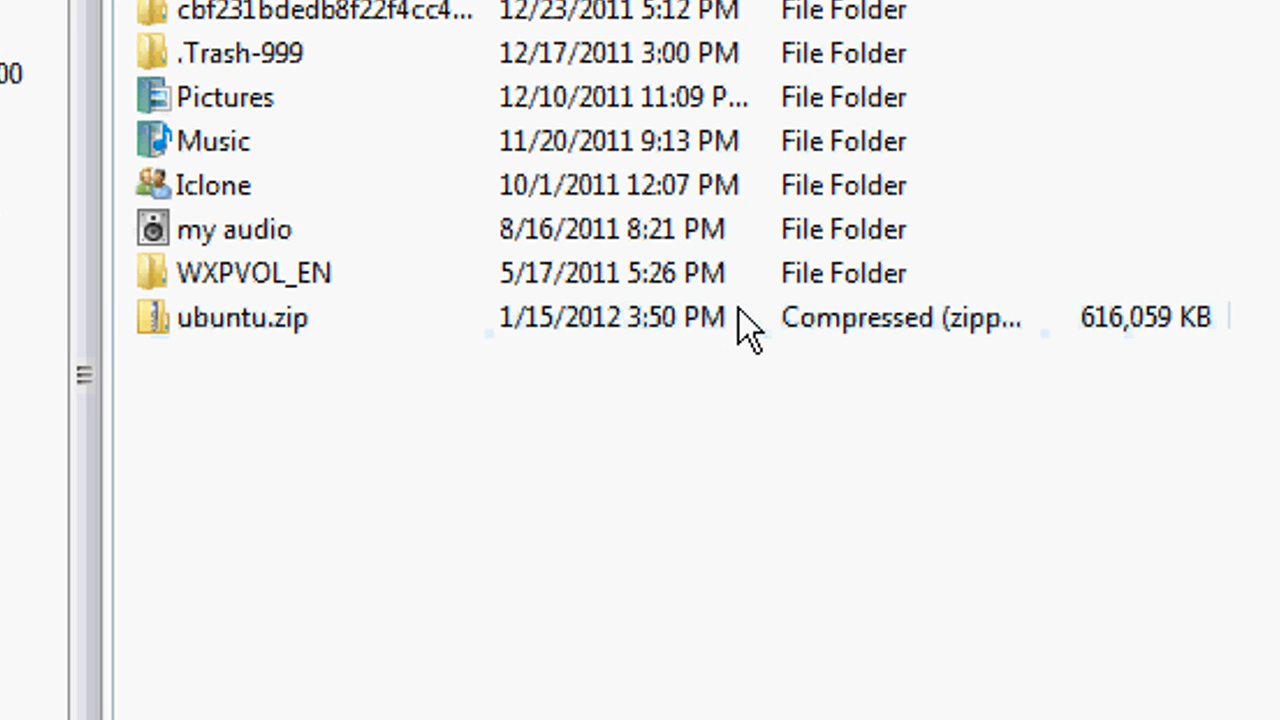 cbf231bdedb8f22f4cc4... 12/23/2011 5:12 PM File Folder
.Trash-999 12/17/2011 3:00 PM File Folder
00
Pictures 12/10/2011 11:09 P... File Folder
Music 11/20/2011 9:13 PM File Folder
Iclone 10/1/2011 12:07 PM File Folder
my audio 8/16/2011 8:21 PM File Folder
WXPVOL_EN 5/17/2011 5:26 PM File Folder
ubuntu.zip 1/15/2012 3:50 PM Compressed (zipp... 616,059 KB